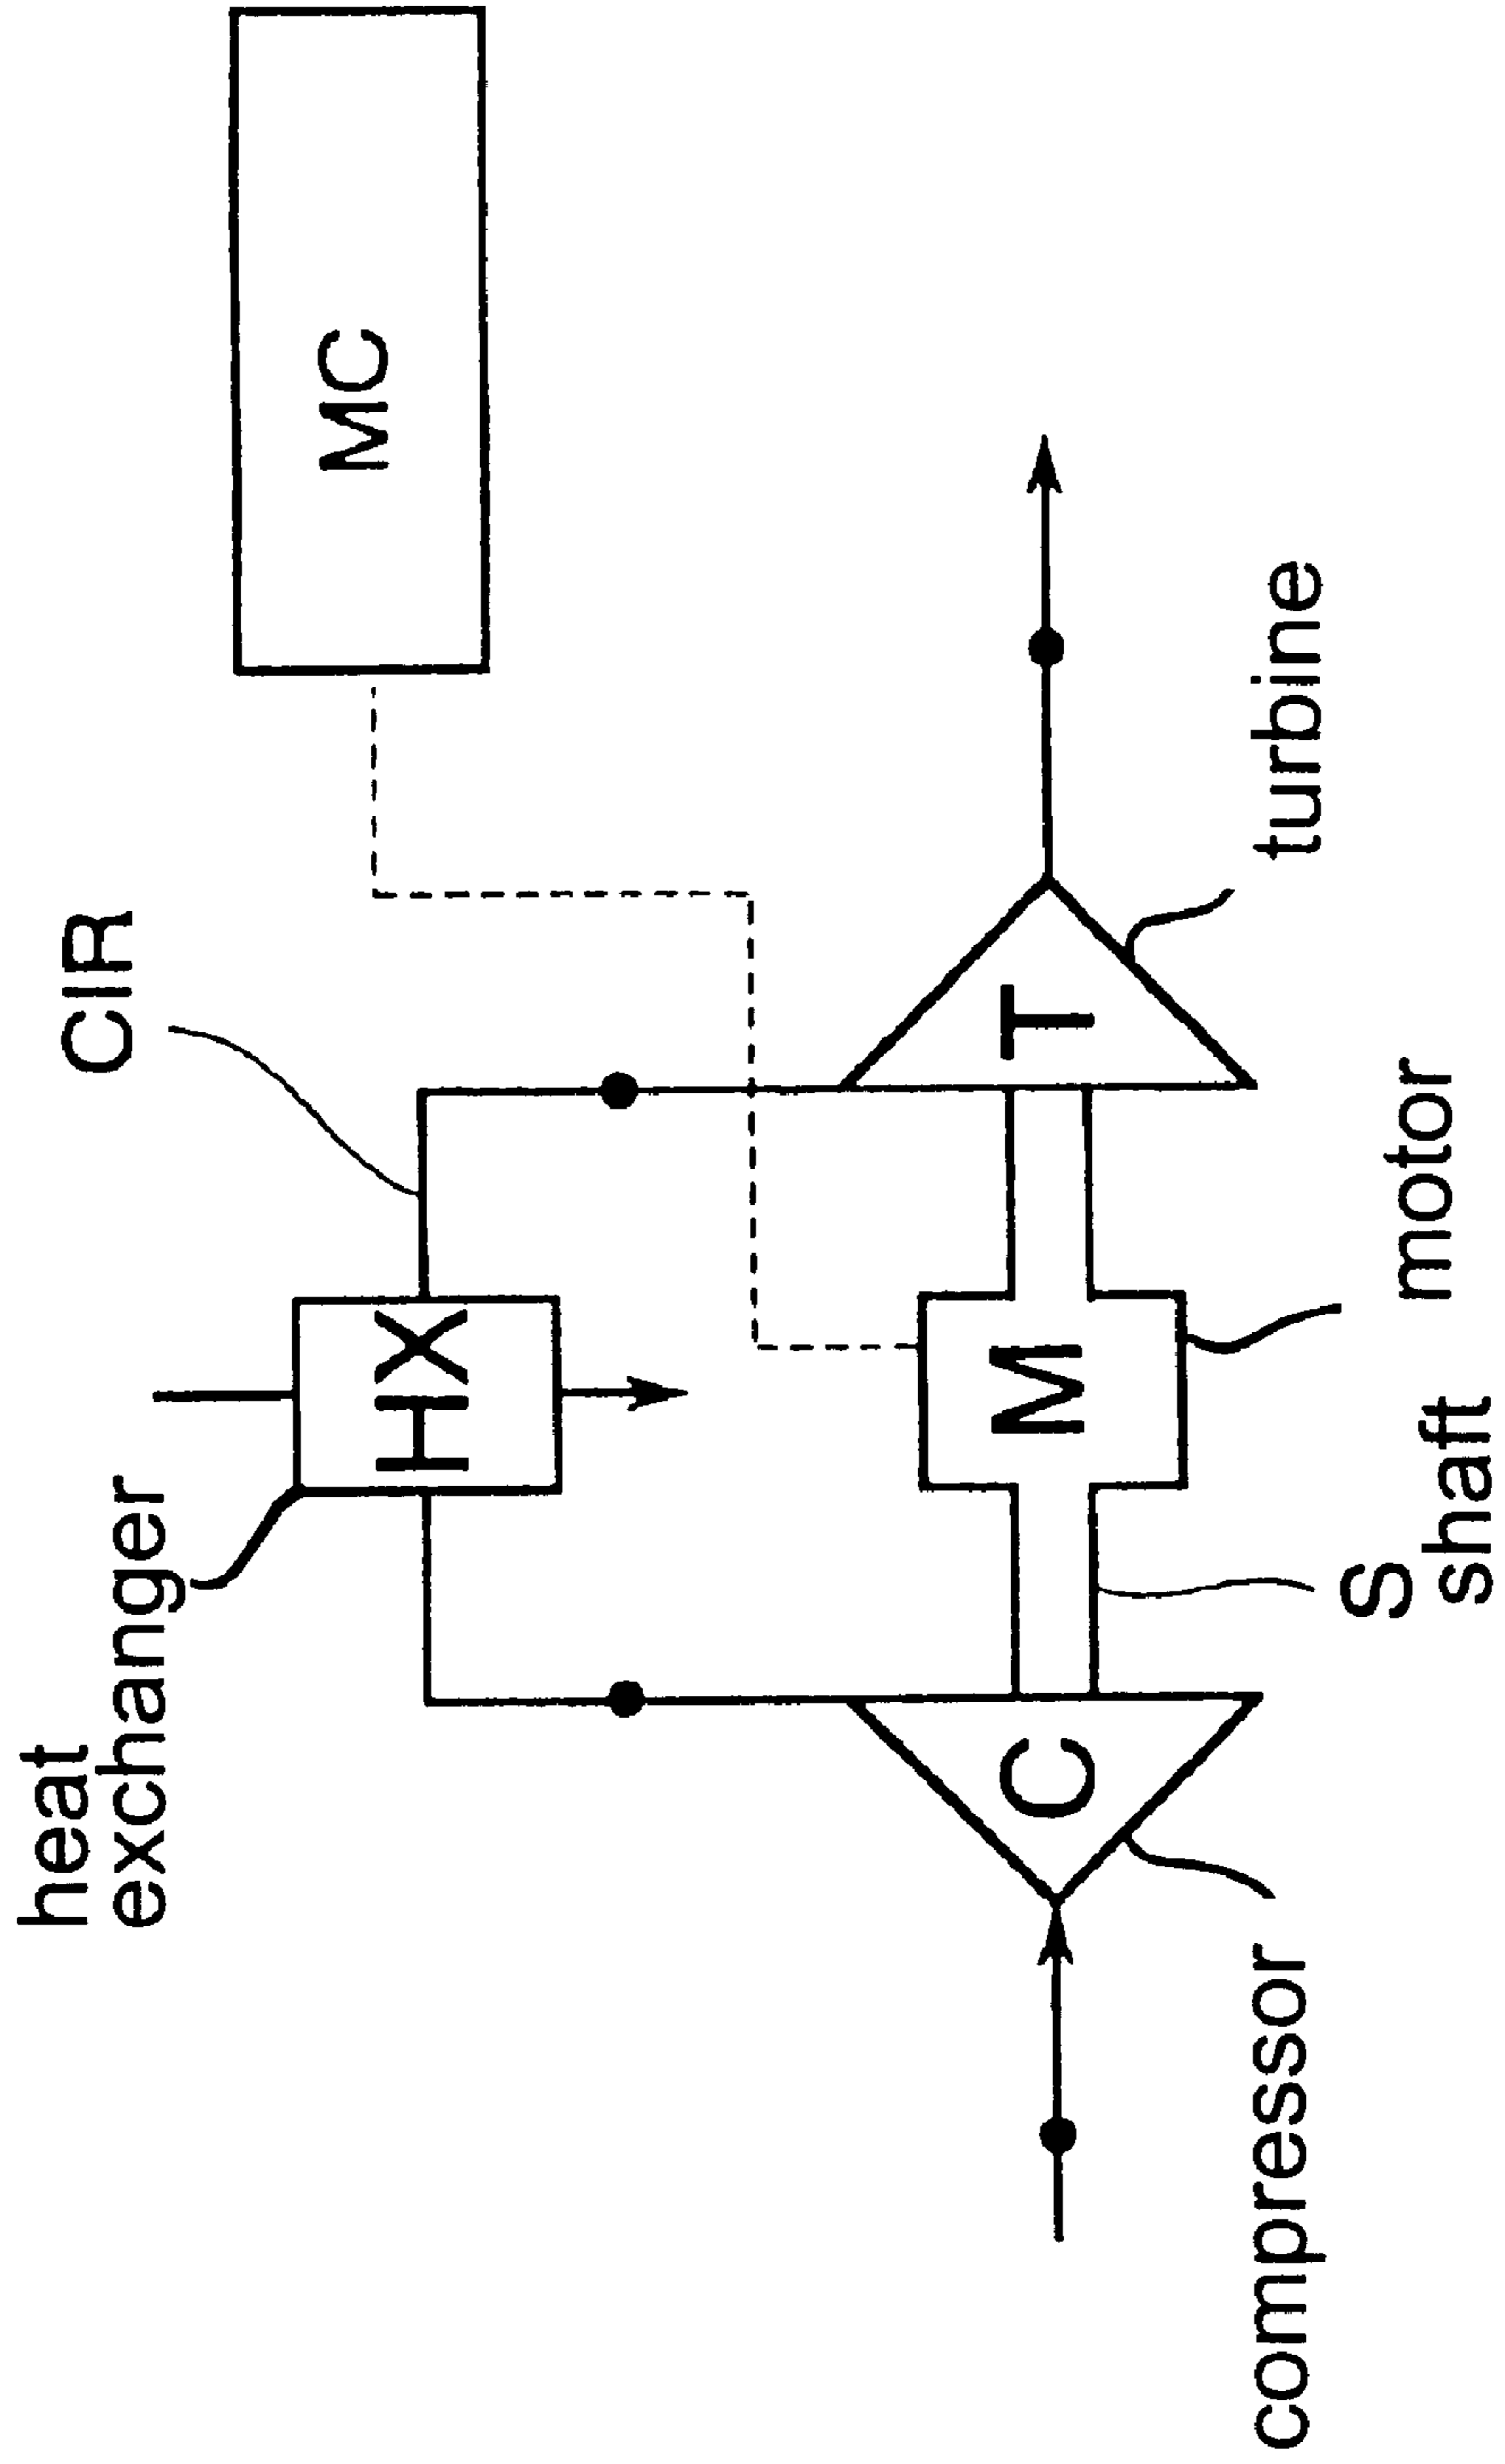 heat
exchanger
CIR
MC
HX
C
M
T
compressor
S
shaft
motor
turbine